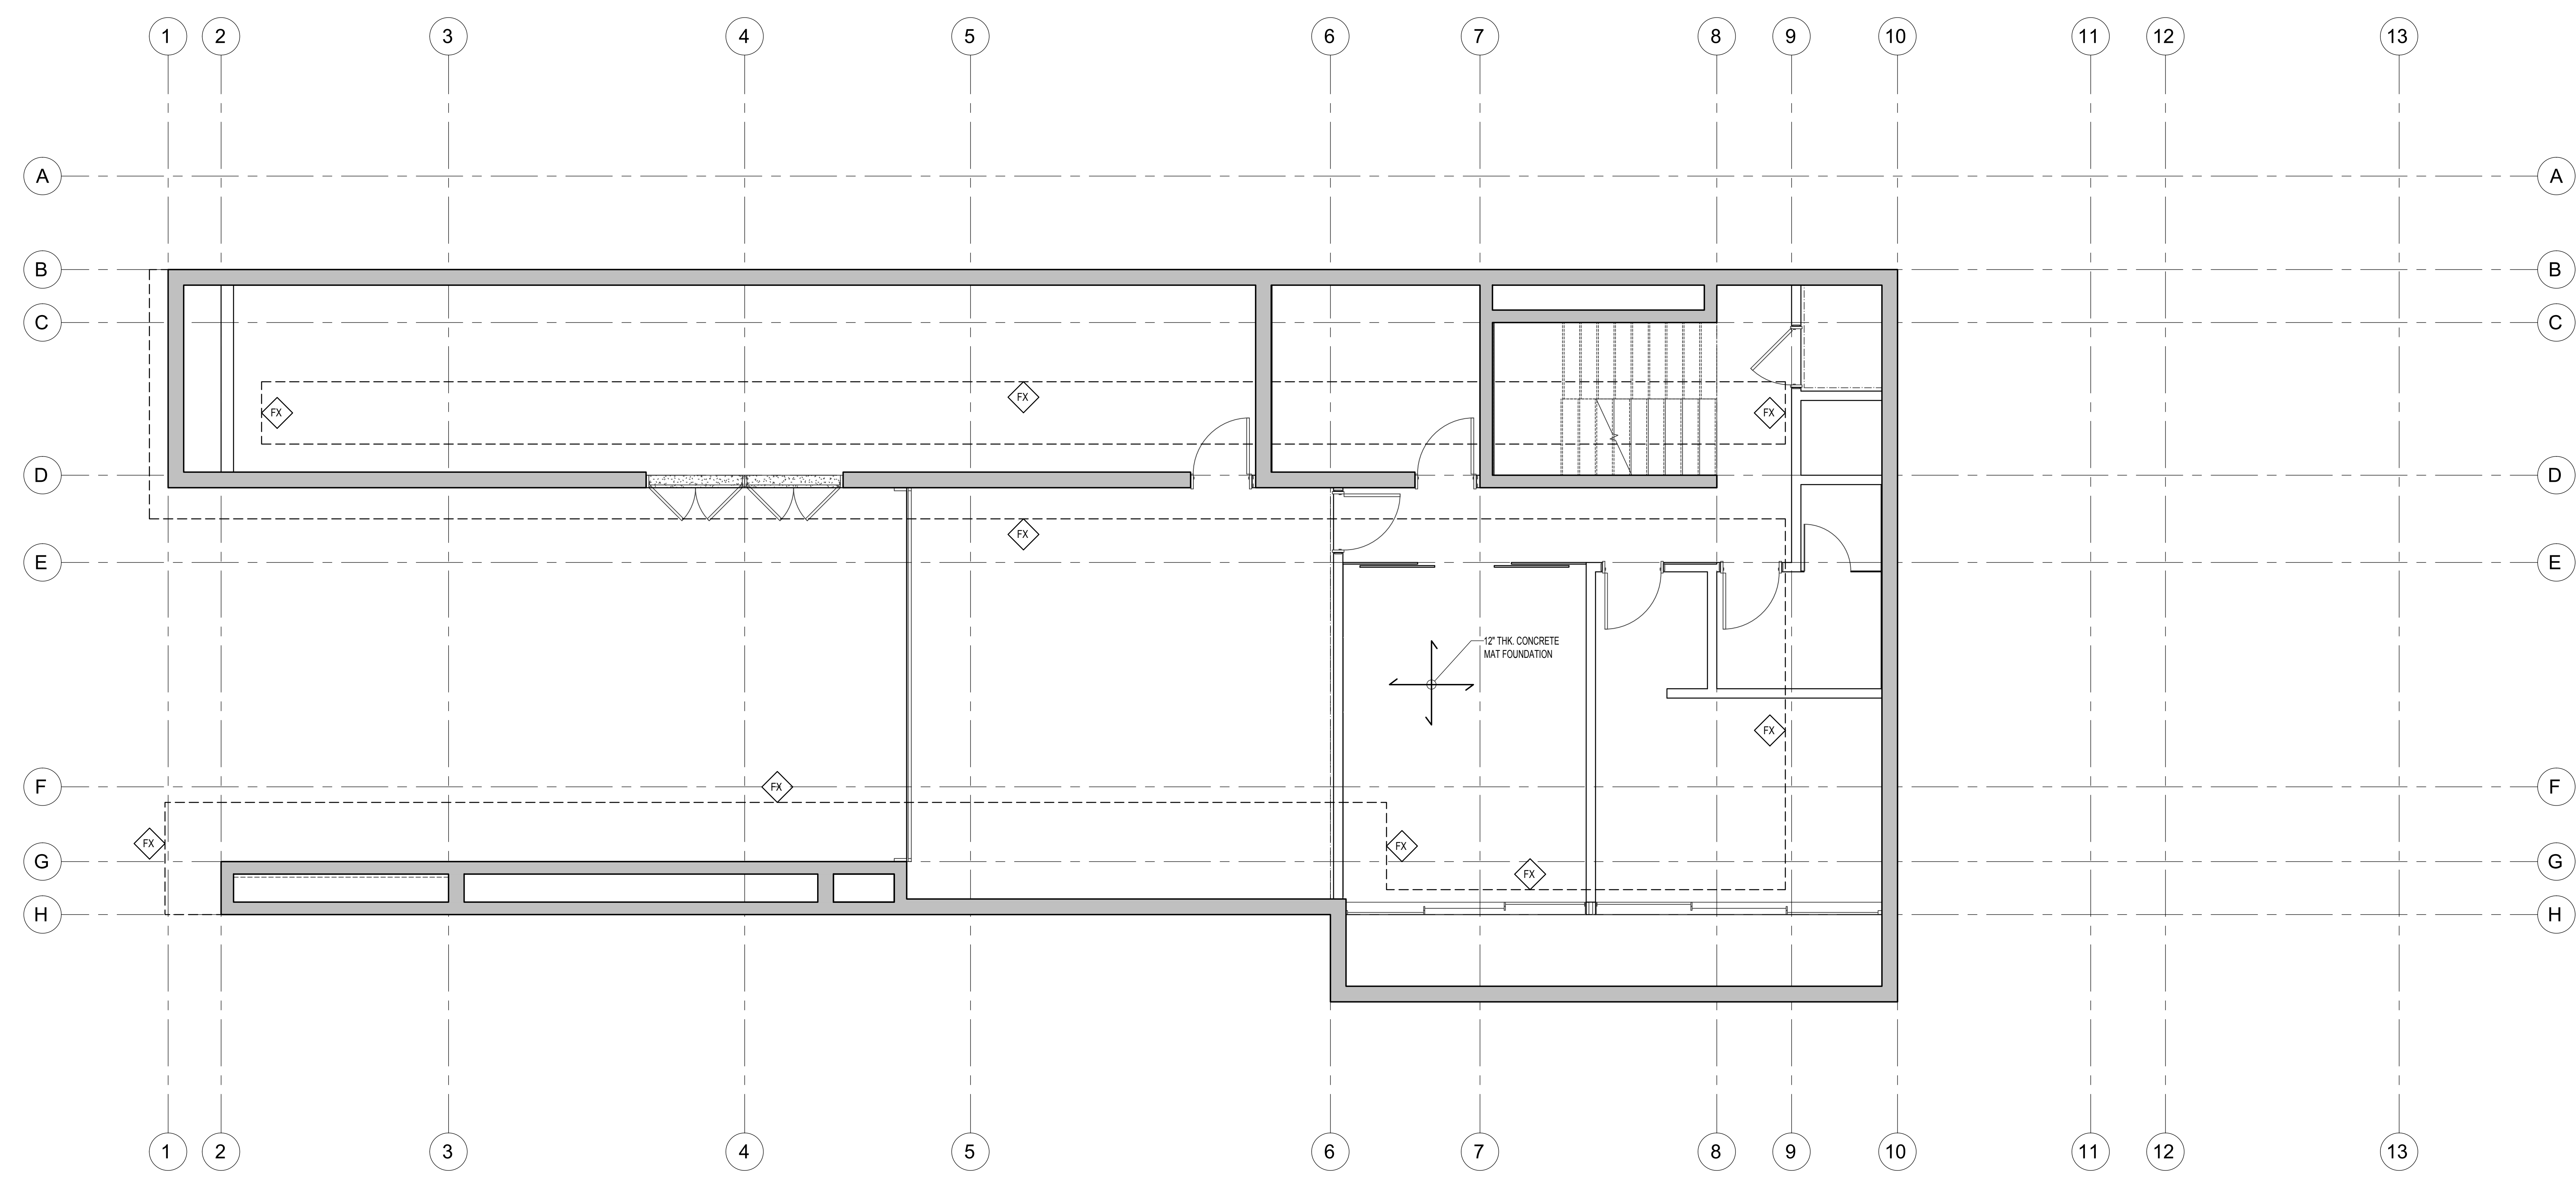 1 2 3 4 5 6 7 8 9 10 11 12 13
A A
B B
C C
FX
FX FX
D D
FX
E E
12" THK. CONCRETE
MAT FOUNDATION
FX
F FX F
FX FX
G G
FX
H H
1 2 3 4 5 6 7 8 9 10 11 12 13